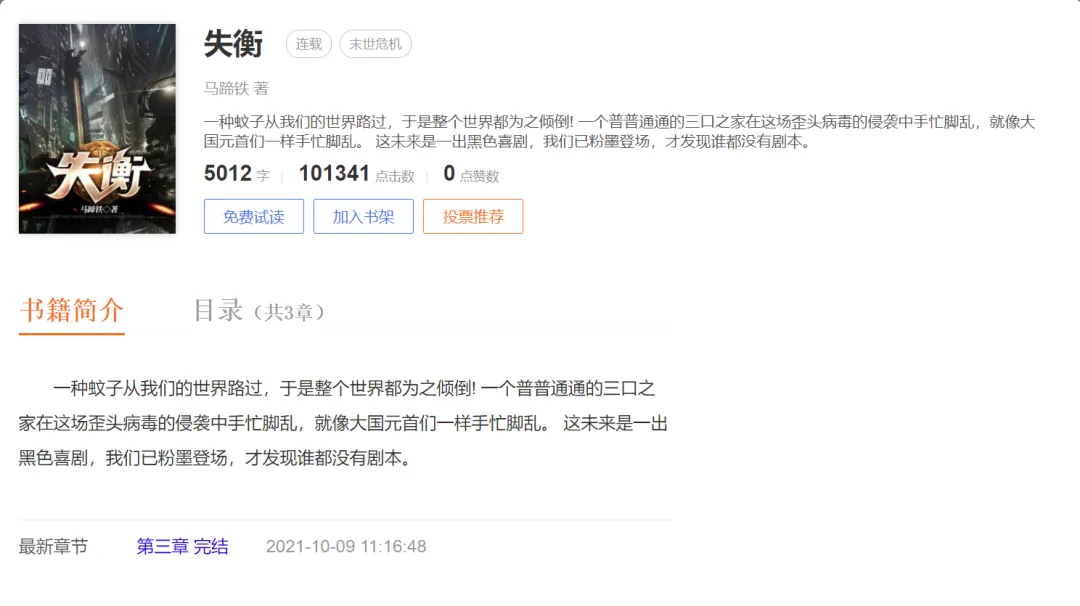 失衡 连载 末世危机
马蹄铁 著
一种蚊子从我们的世界路过，于是整个世界都为之倾倒! 一个普普通通的三口之家在这场歪头病毒的侵袭中手忙脚乱，就像大
国元首们一样手忙脚乱。 这未来是一出黑色喜剧，我们已粉墨登场，才发现谁都没有剧本。
5012 字 | 101341 点击数 | 0 点赞数
免费试读 加入书架 投票推荐
失衡
马蹄铁◇著
书籍简介 目录（共3章）
一种蚊子从我们的世界路过，于是整个世界都为之倾倒! 一个普普通通的三口之
家在这场歪头病毒的侵袭中手忙脚乱，就像大国元首们一样手忙脚乱。 这未来是一出
黑色喜剧，我们已粉墨登场，才发现谁都没有剧本。
最新章节 第三章 完结 2021-10-09 11:16:48